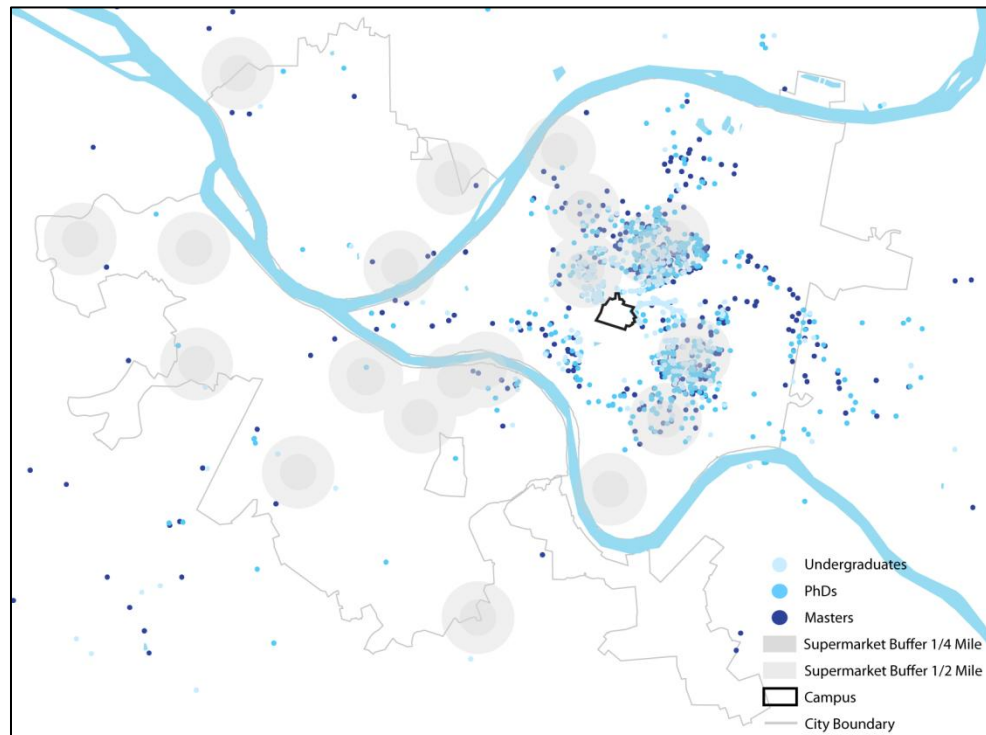 Undergraduates
PhDs
Masters
Supermarket Buffer 1/4 Mile
Supermarket Buffer 1/2 Mile
Campus
City Boundary